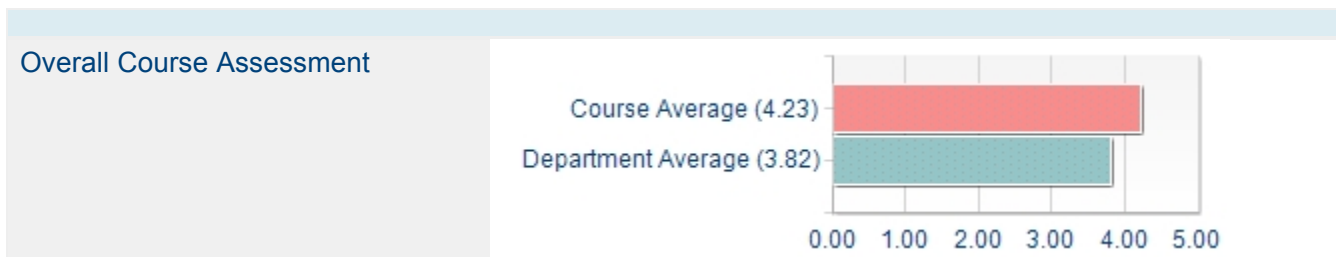 Overall Course Assessment
Course Average (4.23)
Department Average (3.82)
0.00 1.00 2.00 3.00 4.00 5.00